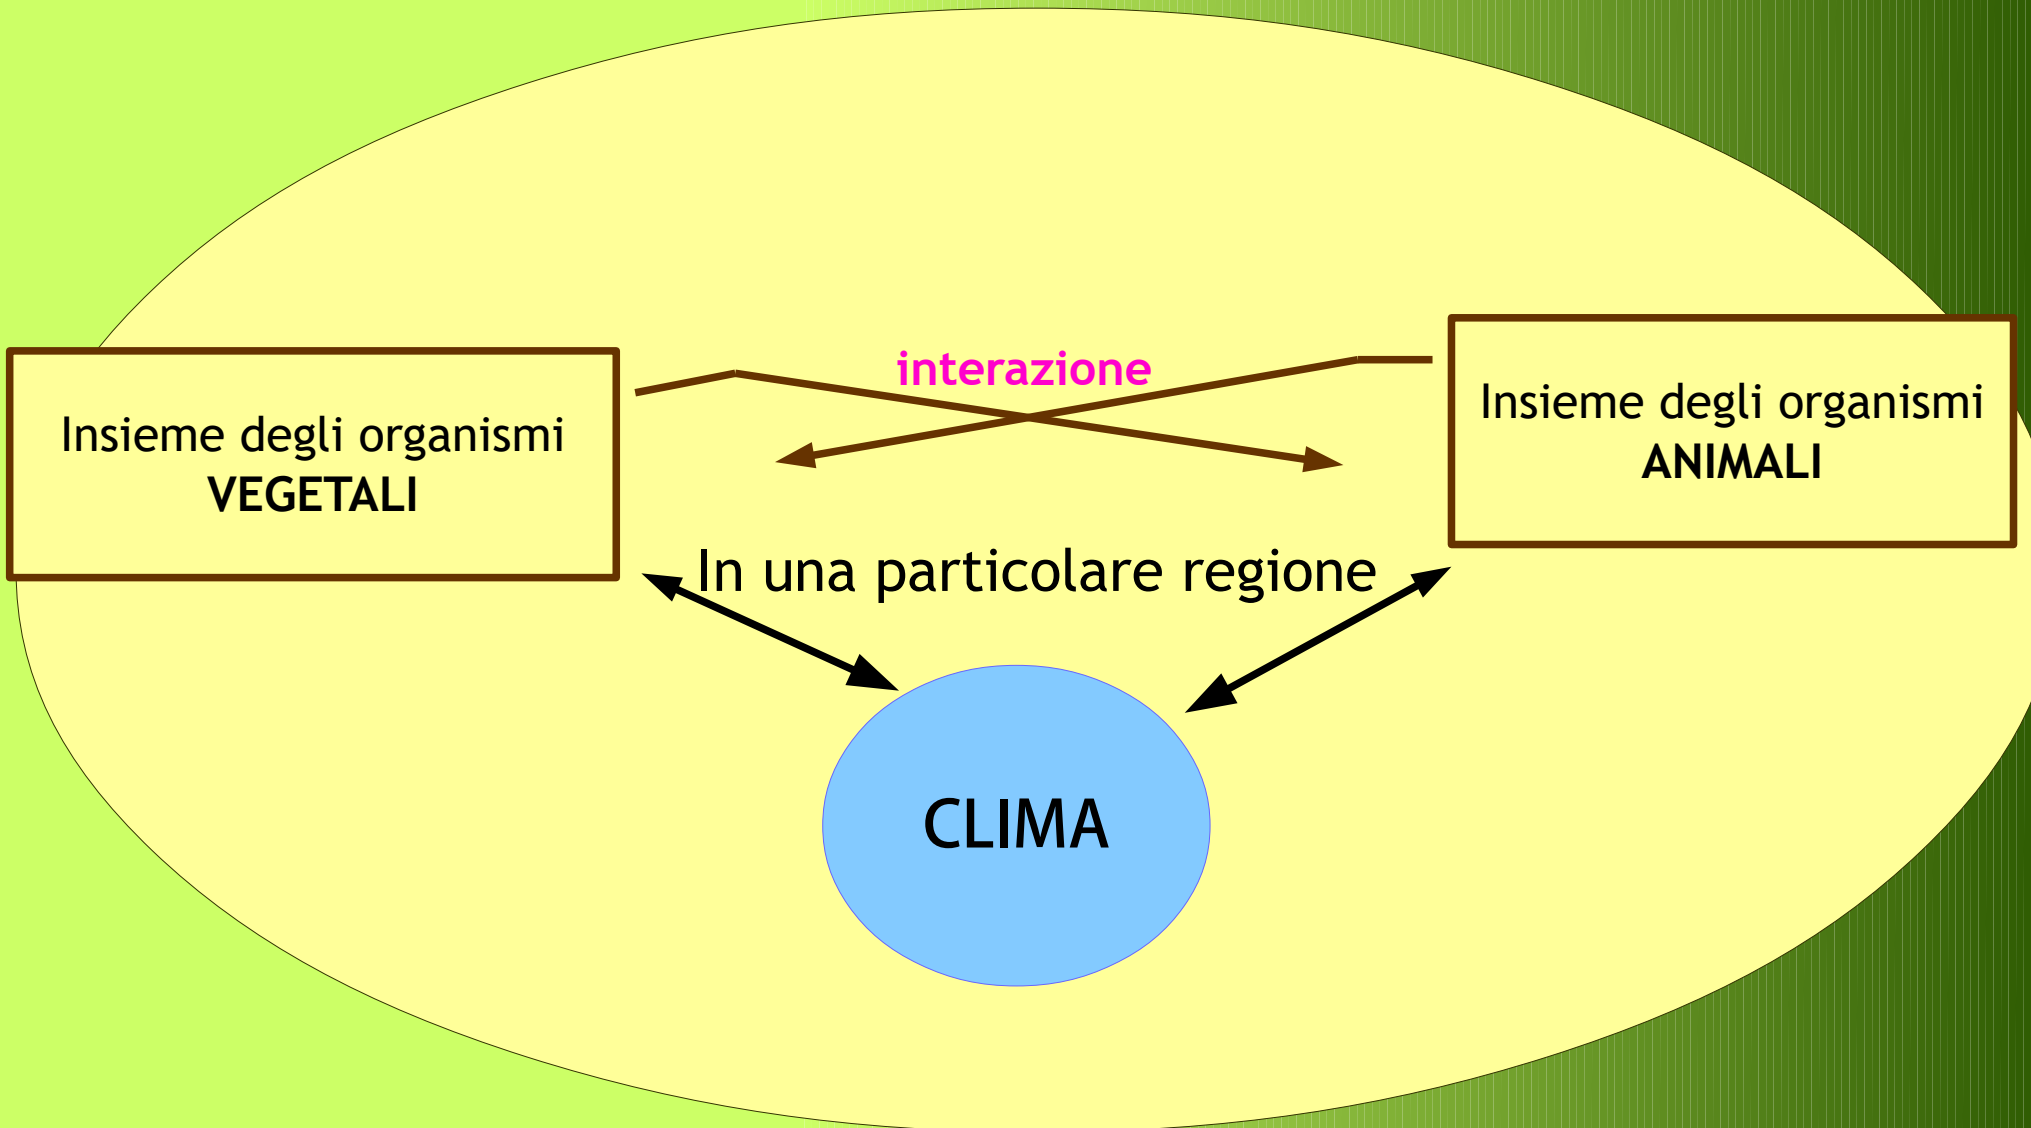 interazione
Insieme degli organismi
VEGETALI
Insieme degli organismi
ANIMALI
In una particolare regione
CLIMA